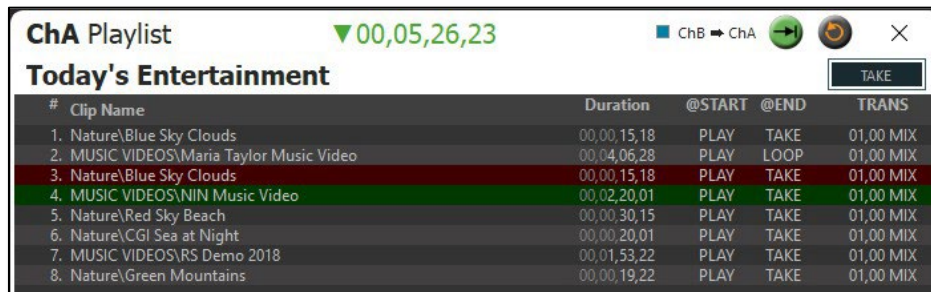 ChA Playlist ▼00,05,26,23 ChB ➡ ChA
Today's Entertainment TAKE
# Clip Name Duration @START @END TRANS
1. Nature\Blue Sky Clouds 00,00,15,18 PLAY TAKE 01,00 MIX
2. MUSIC VIDEOS\Maria Taylor Music Video 00,04,06,28 PLAY LOOP 01,00 MIX
3. Nature\Blue Sky Clouds 00,00,15,18 PLAY TAKE 01,00 MIX
4. MUSIC VIDEOS\NIN Music Video 00,02,20,01 PLAY TAKE 01,00 MIX
5. Nature\Red Sky Beach 00,00,30,15 PLAY TAKE 01,00 MIX
6. Nature\CGI Sea at Night 00,00,20,01 PLAY TAKE 01,00 MIX
7. MUSIC VIDEOS\RS Demo 2018 00,01,53,22 PLAY TAKE 01,00 MIX
8. Nature\Green Mountains 00,00,19,22 PLAY TAKE 01,00 MIX